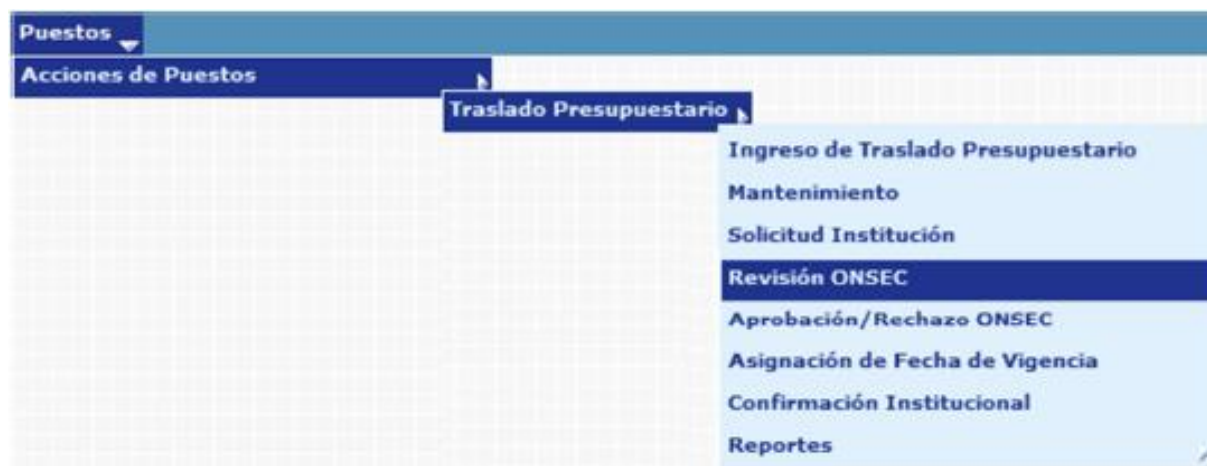 Puestos
Acciones de Puestos
Traslado Presupuestario
Ingreso de Traslado Presupuestario
Mantenimiento
Solicitud Institución
Revisión ONSEC
Aprobación/Rechazo ONSEC
Asignación de Fecha de Vigencia
Confirmación Institucional
Reportes